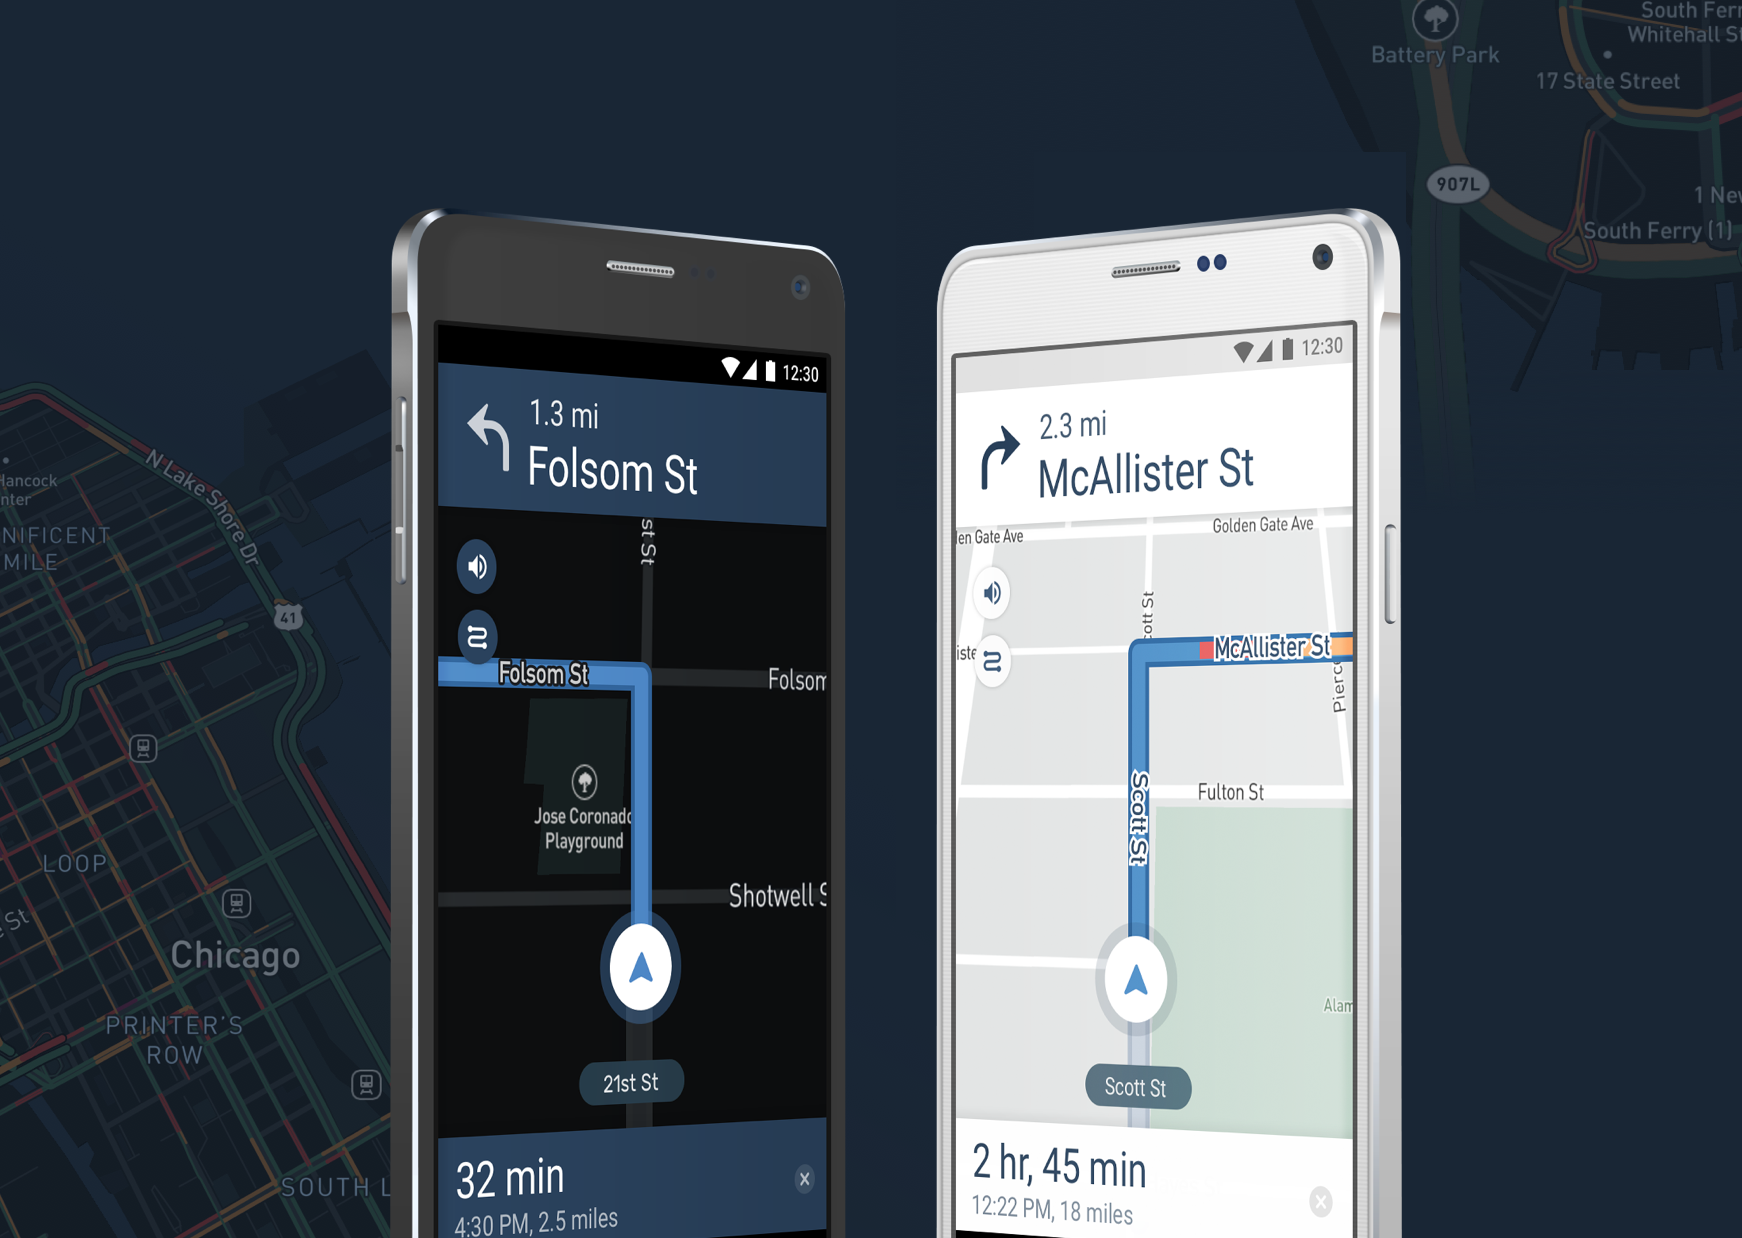 South Ferr
Whitehall St
Battery Park
17 State Street
907L
1 New
South Ferry (1)
N Lake Shore Dr
Hancock
nter
NIFICENT
MILE
41
LOOP
St
Chicago
PRINTER'S
ROW
SOUTH L
12:30
1.3 mi
Folsom St
st St
Folsom St
Folsom
Jose Coronado
Playground
Shotwell S
21st St
32 min
x
4:30 PM, 2.5 miles
12:30
2.3 mi
McAllister St
Golden Gate Ave
len Gate Ave
ott St
iste
McAllister St
Pierc
Fulton St
Scott St
Alam
Scott St
2 hr, 45 min
x
12:22 PM, 18 miles